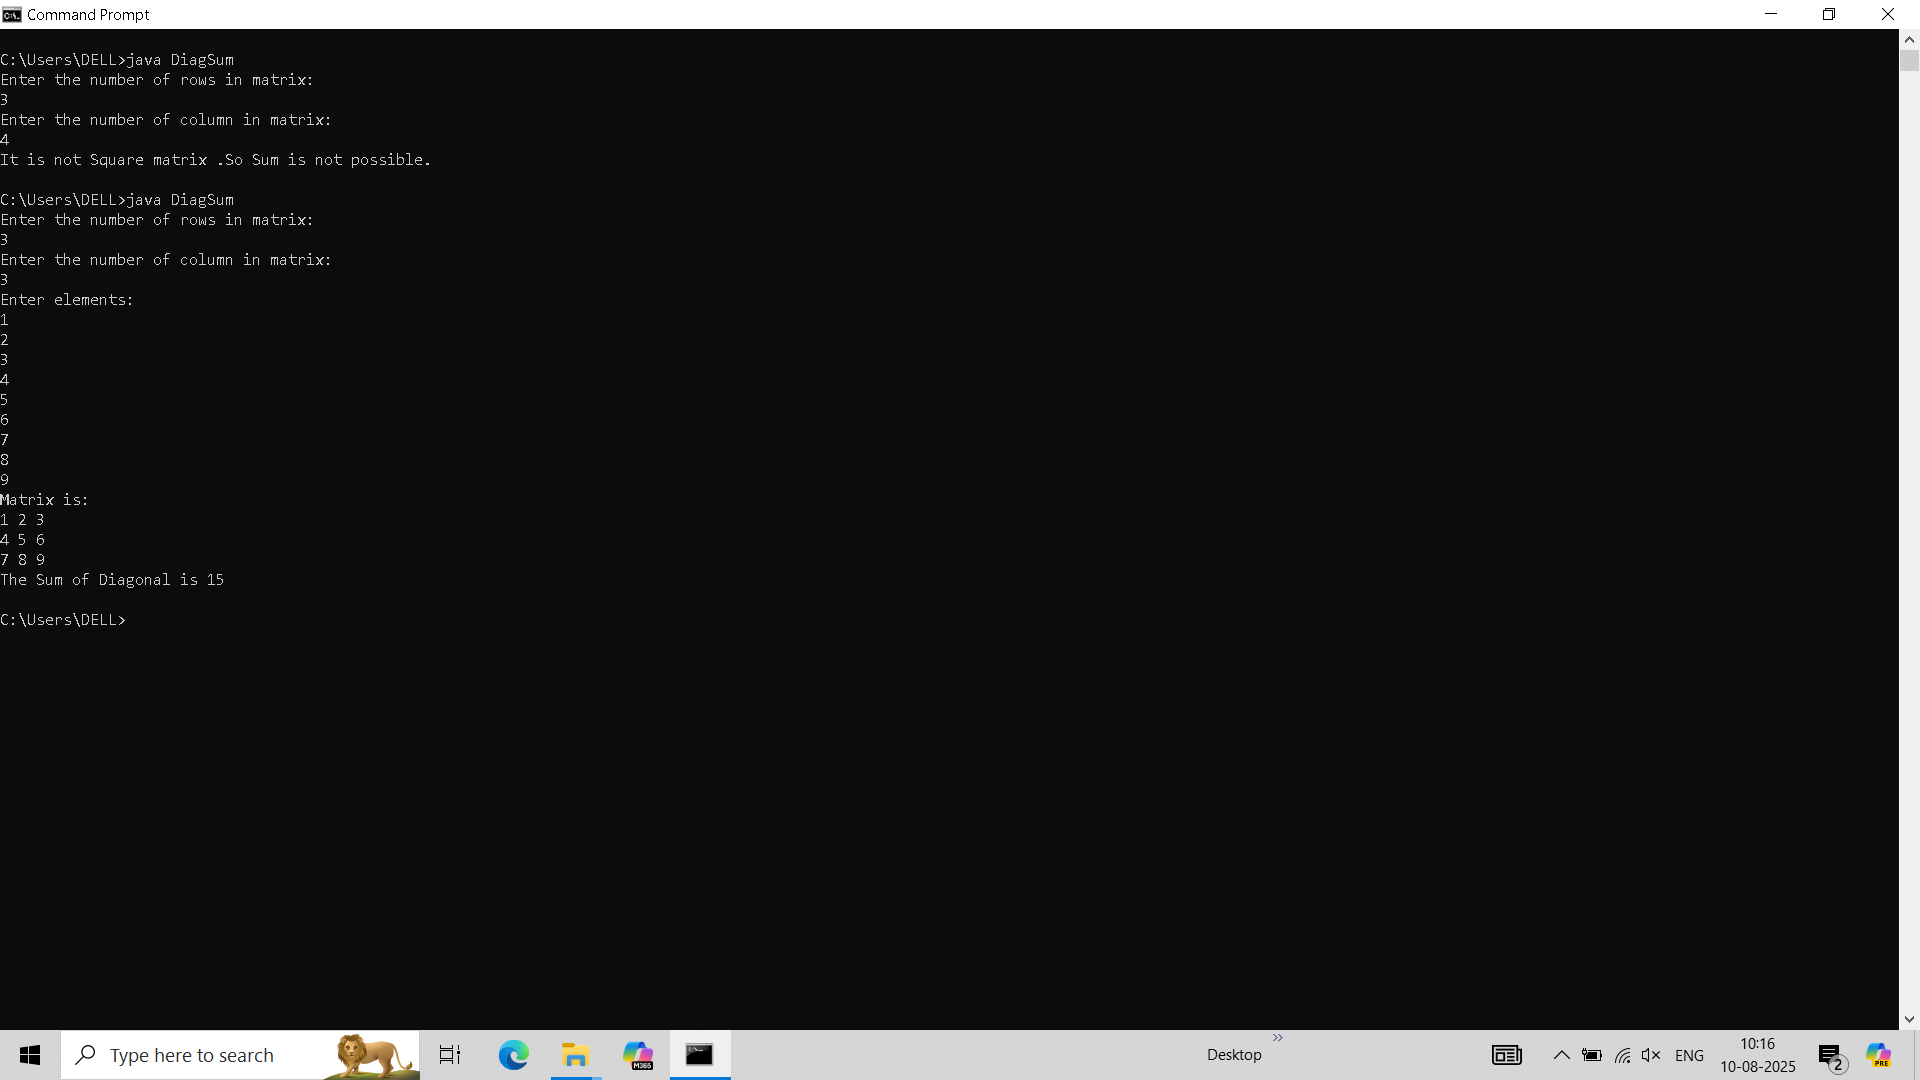 Command Prompt
C:\Users\DELL>java DiagSum
Enter the number of rows in matrix:
3
Enter the number of column in matrix:
4
It is not Square matrix .So Sum is not possible.
C:\Users\DELL>java DiagSum
Enter the number of rows in matrix:
3
Enter the number of column in matrix:
3
Enter elements:
1
2
3
4
5
6
7
8
9
Matrix is:
1 2 3
4 5 6
7 8 9
The Sum of Diagonal is 15
C:\Users\DELL>
Type here to search
M365
Desktop
ENG
10:16
10-08-2025
2
PRE